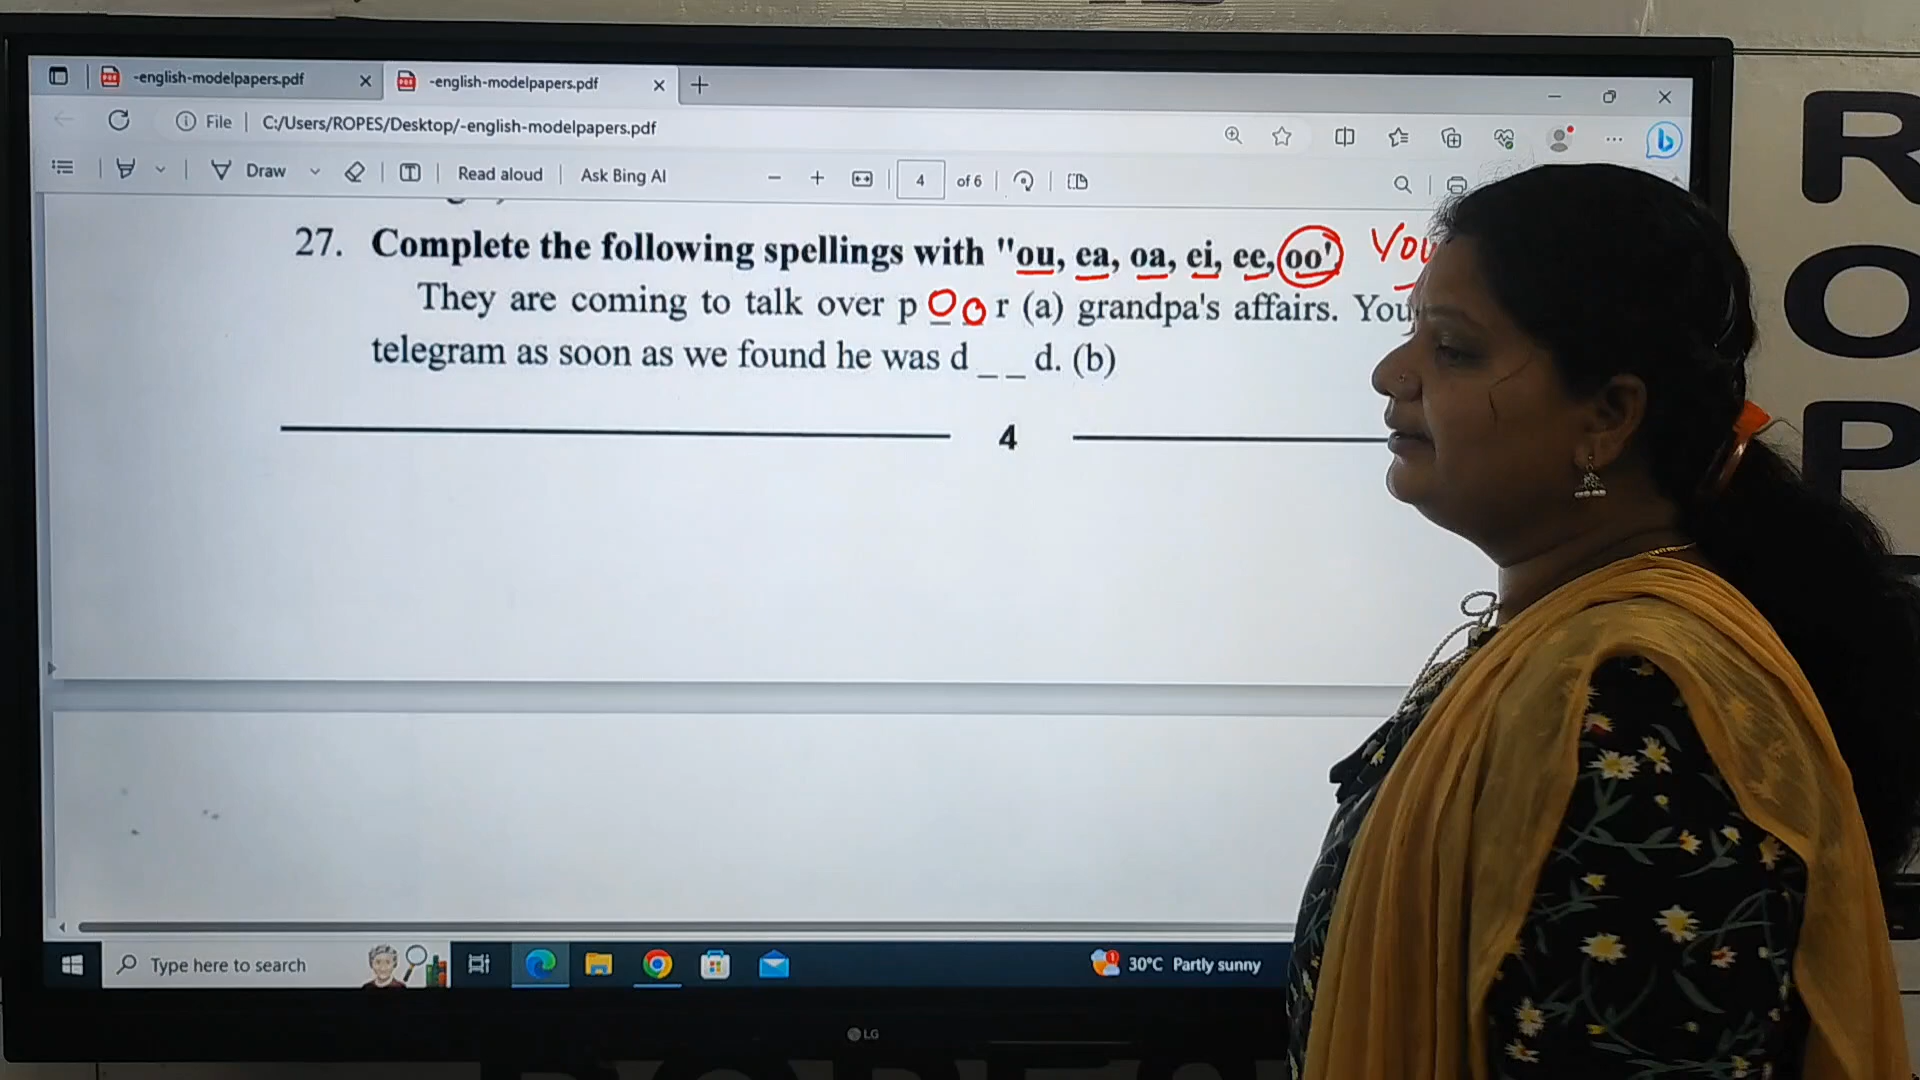 -english-modelpapers.pdf
-english-modelpapers.pdf
File C:/Users/ROPES/Desktop/-english-modelpapers.pdf
Draw Read aloud Ask Bing AI 4 of 6
27. Complete the following spellings with "ou, ea, oa, ei, ee, oo'. You
They are coming to talk over p o o r (a) grandpa's affairs. You
telegram as soon as we found he was d _ _ d. (b)
4
Type here to search 30°C Partly sunny
LG
R
O
P